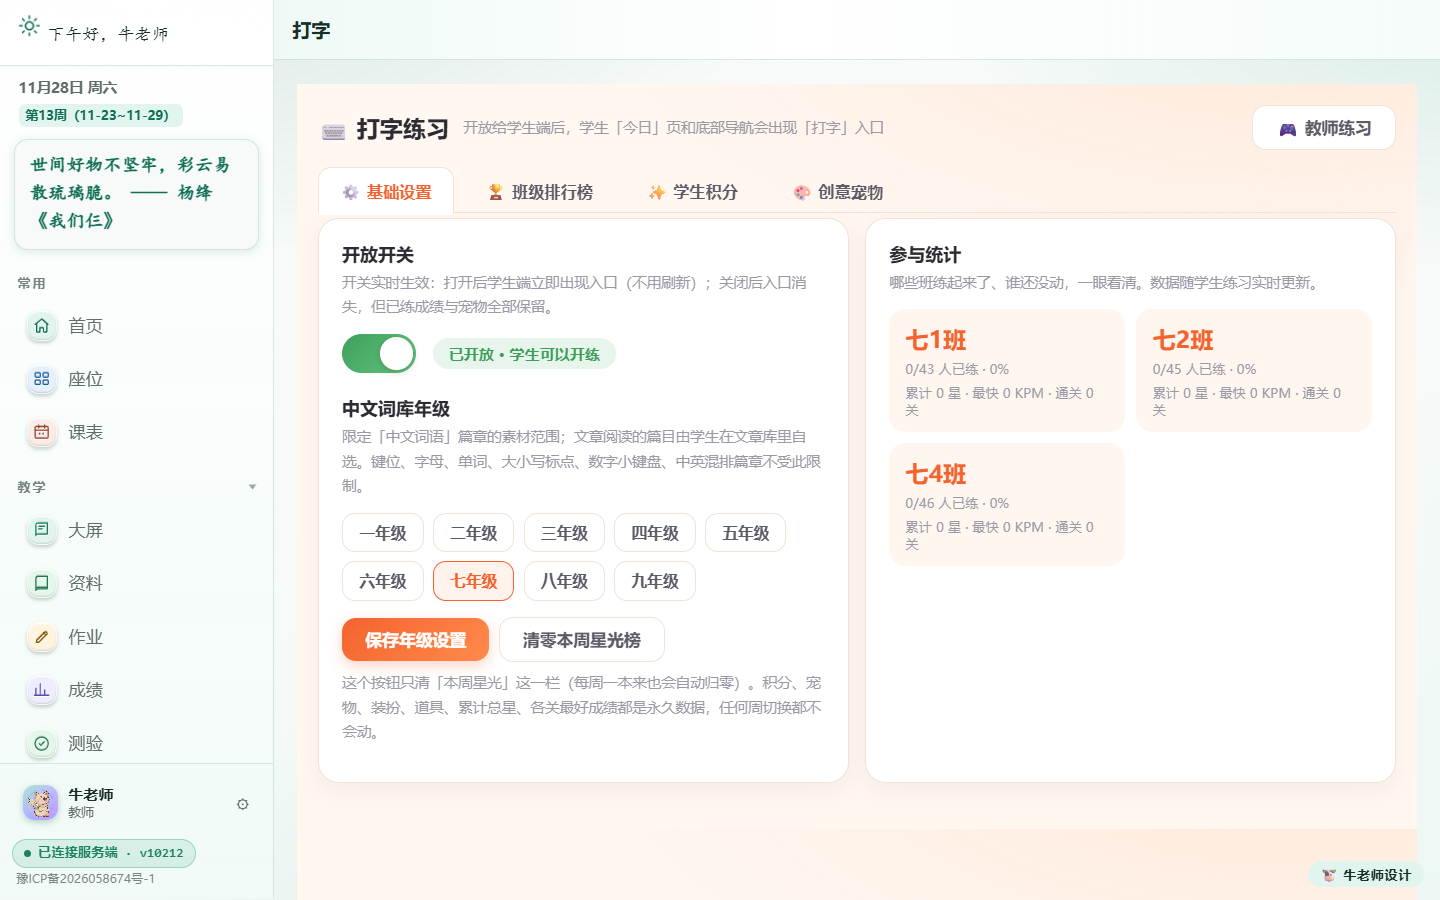 下午好，牛老师
11月28日 周六
第13周（11-23~11-29）
世间好物不坚牢，彩云易
散琉璃脆。 —— 杨绛
《我们仨》
常用
首页
座位
课表
教学
大屏
资料
作业
成绩
测验
牛老师
教师
已连接服务端 · v10212
豫ICP备2026058674号-1
打字
打字练习
开放给学生端后，学生「今日」页和底部导航会出现「打字」入口
教师练习
基础设置
班级排行榜
学生积分
创意宠物
开放开关
开关实时生效：打开后学生端立即出现入口（不用刷新）；关闭后入口消
失，但已练成绩与宠物全部保留。
已开放 · 学生可以开练
中文词库年级
限定「中文词语」篇章的素材范围；文章阅读的篇目由学生在文章库里自
选。键位、字母、单词、大小写标点、数字小键盘、中英混排篇章不受此限
制。
一年级
二年级
三年级
四年级
五年级
六年级
七年级
八年级
九年级
保存年级设置
清零本周星光榜
这个按钮只清「本周星光」这一栏（每周一本来也会自动归零）。积分、宠
物、装扮、道具、累计总星、各关最好成绩都是永久数据，任何周切换都不
会动。
参与统计
哪些班练起来了、谁还没动，一眼看清。数据随学生练习实时更新。
七1班
0/43 人已练 · 0%
累计 0 星 · 最快 0 KPM · 通关 0
关
七2班
0/45 人已练 · 0%
累计 0 星 · 最快 0 KPM · 通关 0
关
七4班
0/46 人已练 · 0%
累计 0 星 · 最快 0 KPM · 通关 0
关
牛老师设计